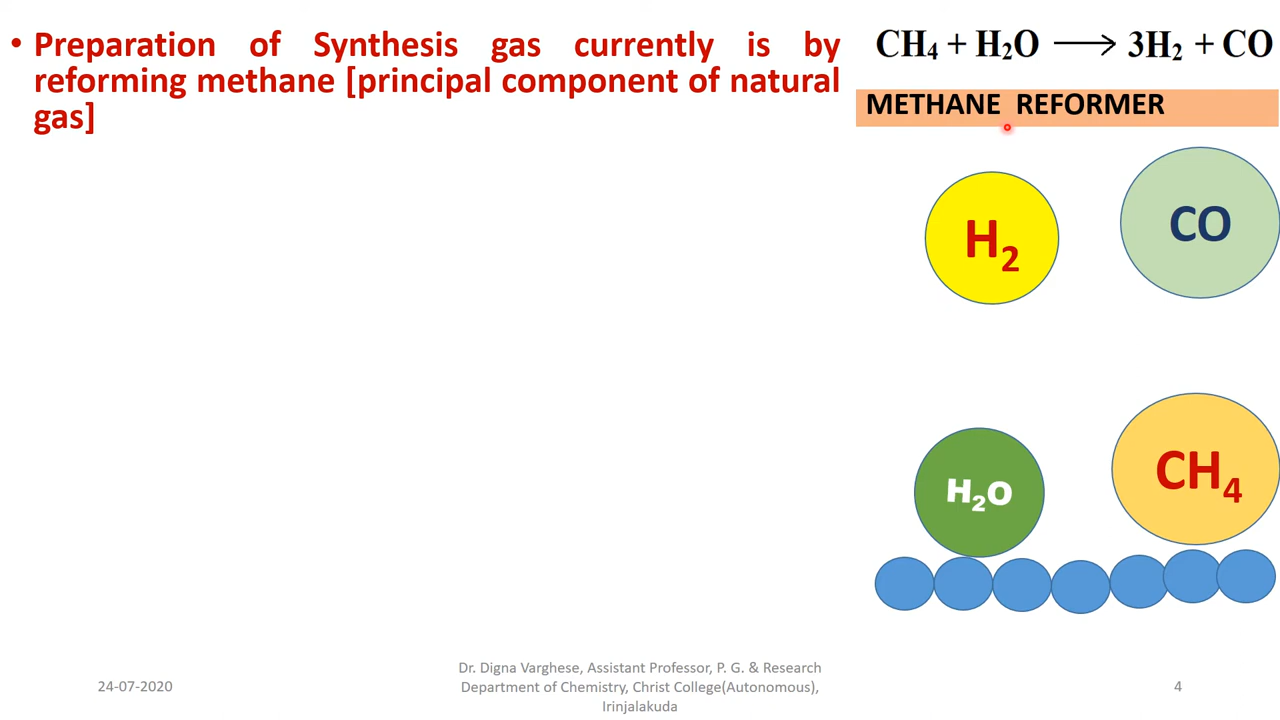 • Preparation of Synthesis gas currently is by
reforming methane [principal component of natural
gas]
CH₄ + H₂O ⟶ 3H₂ + CO
METHANE REFORMER
H₂
CO
H₂O
CH₄
24-07-2020
Dr. Digna Varghese, Assistant Professor, P. G. & Research
Department of Chemistry, Christ College(Autonomous),
Irinjalakuda
4